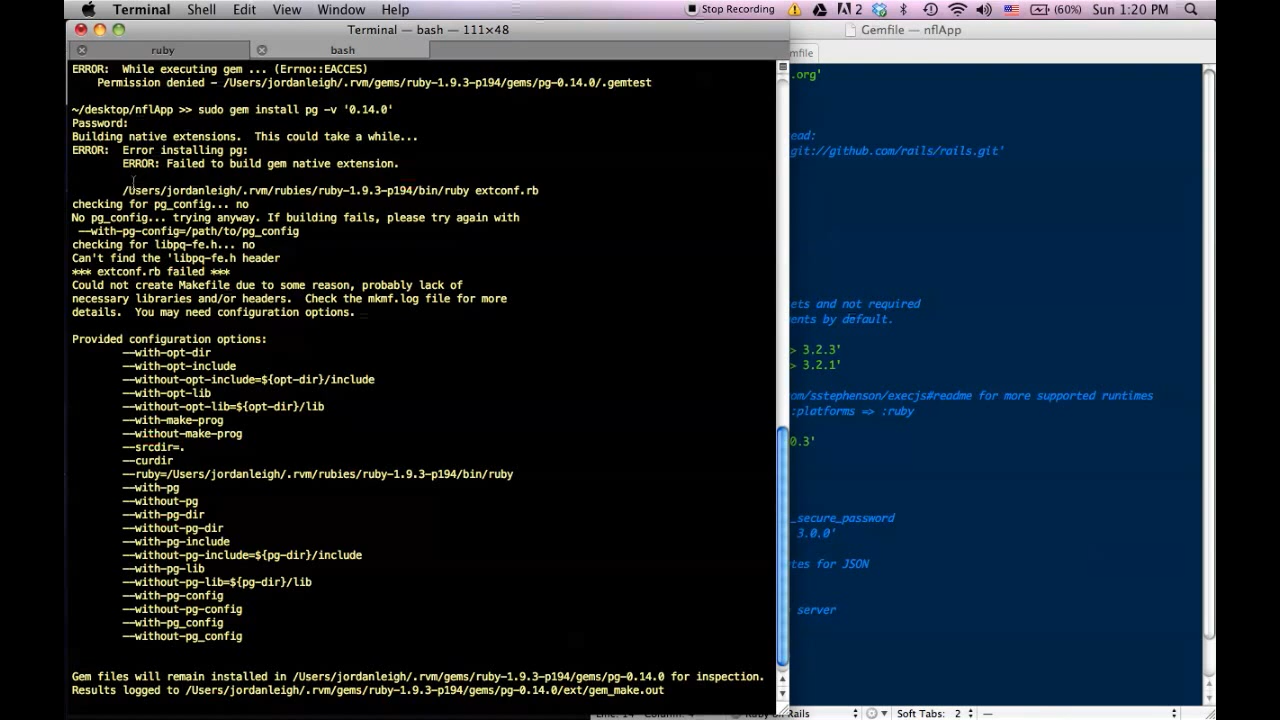 Terminal Shell Edit View Window Help Stop Recording 2 (60%) Sun 1:20 PM
Terminal — bash — 111×48
Gemfile — nflApp
ruby
bash
ERROR:  While executing gem ... (Errno::EACCES)
    Permission denied - /Users/jordanleigh/.rvm/gems/ruby-1.9.3-p194/gems/pg-0.14.0/.gemtest
~/desktop/nflApp >> sudo gem install pg -v '0.14.0'
Password:
Building native extensions.  This could take a while...
ERROR:  Error installing pg:
        ERROR: Failed to build gem native extension.
        /Users/jordanleigh/.rvm/rubies/ruby-1.9.3-p194/bin/ruby extconf.rb
checking for pg_config... no
No pg_config... trying anyway. If building fails, please try again with
 --with-pg-config=/path/to/pg_config
checking for libpq-fe.h... no
Can't find the 'libpq-fe.h header
*** extconf.rb failed ***
Could not create Makefile due to some reason, probably lack of
necessary libraries and/or headers.  Check the mkmf.log file for more
details.  You may need configuration options.
Provided configuration options:
        --with-opt-dir
        --with-opt-include
        --without-opt-include=${opt-dir}/include
        --with-opt-lib
        --without-opt-lib=${opt-dir}/lib
        --with-make-prog
        --without-make-prog
        --srcdir=.
        --curdir
        --ruby=/Users/jordanleigh/.rvm/rubies/ruby-1.9.3-p194/bin/ruby
        --with-pg
        --without-pg
        --with-pg-dir
        --without-pg-dir
        --with-pg-include
        --without-pg-include=${pg-dir}/include
        --with-pg-lib
        --without-pg-lib=${pg-dir}/lib
        --with-pg-config
        --without-pg-config
        --with-pg_config
        --without-pg_config
Gem files will remain installed in /Users/jordanleigh/.rvm/gems/ruby-1.9.3-p194/gems/pg-0.14.0 for inspection.
Results logged to /Users/jordanleigh/.rvm/gems/ruby-1.9.3-p194/gems/pg-0.14.0/ext/gem_make.out
mfile
.org'
ead:
git://github.com/rails/rails.git'
ets and not required
ents by default.
> 3.2.3'
> 3.2.1'
om/sstephenson/execjs#readme for more supported runtimes
:platforms => :ruby
0.3'
_secure_password
3.0.0'
tes for JSON
server
Soft Tabs: 2